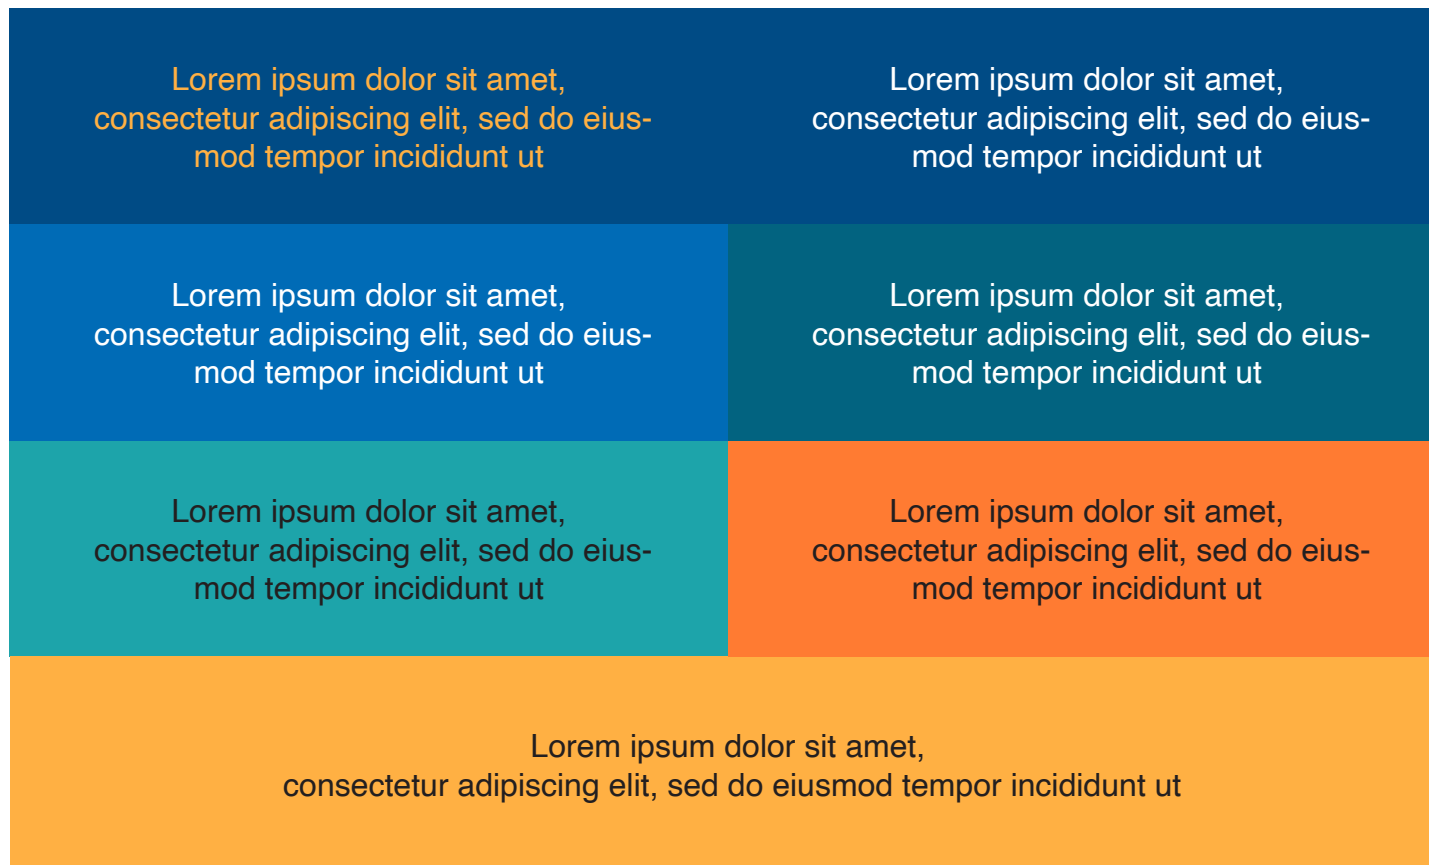 Lorem ipsum dolor sit amet,
consectetur adipiscing elit, sed do eius-
mod tempor incididunt ut
Lorem ipsum dolor sit amet,
consectetur adipiscing elit, sed do eius-
mod tempor incididunt ut
Lorem ipsum dolor sit amet,
consectetur adipiscing elit, sed do eius-
mod tempor incididunt ut
Lorem ipsum dolor sit amet,
consectetur adipiscing elit, sed do eius-
mod tempor incididunt ut
Lorem ipsum dolor sit amet,
consectetur adipiscing elit, sed do eius-
mod tempor incididunt ut
Lorem ipsum dolor sit amet,
consectetur adipiscing elit, sed do eius-
mod tempor incididunt ut
Lorem ipsum dolor sit amet,
consectetur adipiscing elit, sed do eiusmod tempor incididunt ut